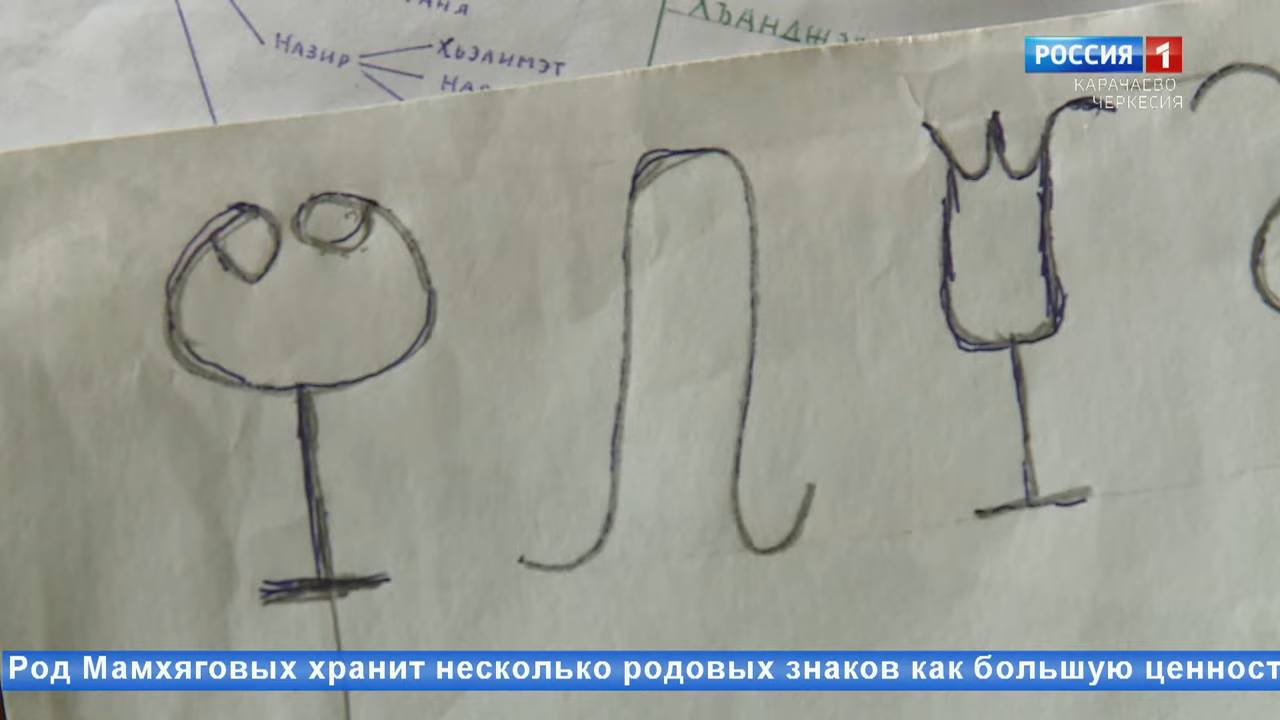 НАЗИР
ХЬЭЛИМЭТ
РОССИЯ 1
КАРАЧАЕВО
ЧЕРКЕСИЯ
Род Мамхяговых хранит несколько родовых знаков как большую ценност